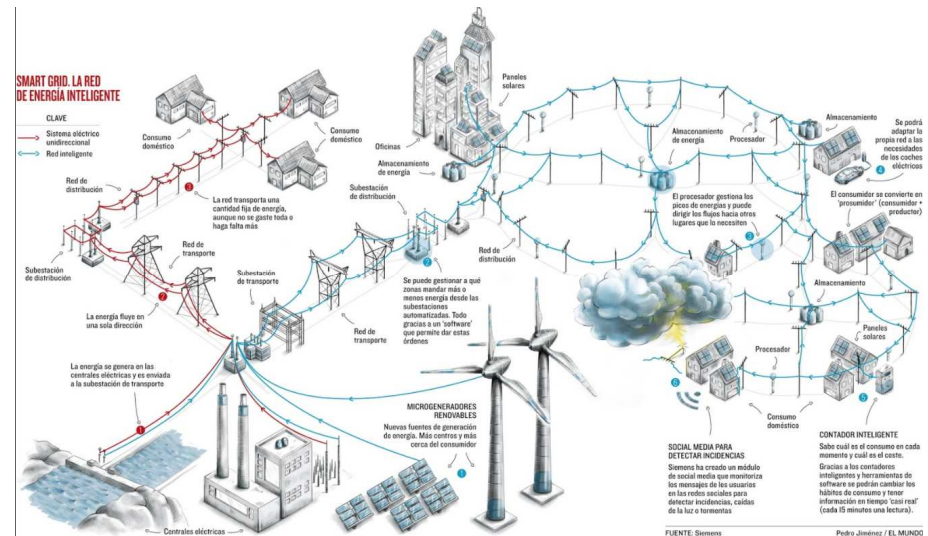 SMART GRID. LA RED
DE ENERGÍA INTELIGENTE
CLAVE
Sistema eléctrico
unidireccional
Red inteligente
Consumo
doméstico
Consumo
doméstico
Red de
distribución
3
La red transporta una
cantidad fija de energía,
aunque no se gaste toda o
haga falta más
Subestación
de distribución
Red de
transporte
2
La energía fluye en
una sola dirección
La energía se genera en las
centrales eléctricas y es enviada
a la subestación de transporte
1
Centrales eléctricas
Subestación
de transporte
Red de
transporte
Oficinas
Paneles
solares
Almacenamiento
de energía
Subestación
de distribución
2
Se puede gestionar a qué
zonas mandar más o
menos energía desde las
subestaciones
automatizadas. Todo
gracias a un 'software'
que permite dar estas
órdenes
Red de
distribución
MICROGENERADORES
RENOVABLES
Nuevas fuentes de generación
de energía. Más centros y más
cerca del consumidor
1
Almacenamiento
de energía
Procesador
Almacenamiento
Se podrá
adaptar la
propia red a las
necesidades
de los coches
eléctricos
4
El procesador gestiona los
picos de energías y puede
dirigir los flujos hacia otros
lugares que lo necesiten
3
El consumidor se convierte en
'prosumidor' (consumidor +
productor)
Almacenamiento
Procesador
Paneles
solares
6
5
Consumo
doméstico
SOCIAL MEDIA PARA
DETECTAR INCIDENCIAS
Siemens ha creado un módulo
de social media que monitoriza
los mensajes de los usuarios
en las redes sociales para
detectar incidencias, caídas
de la luz o tormentas
CONTADOR INTELIGENTE
Sabe cuál es el consumo en cada
momento y cuál es el coste.
Gracias a los contadores
inteligentes y herramientas de
software se podrán cambiar los
hábitos de consumo y tenor
información en tiempo 'casi real'
(cada 15 minutos una lectura).
FUENTE: Siemens
Pedro Jiménez / EL MUNDO